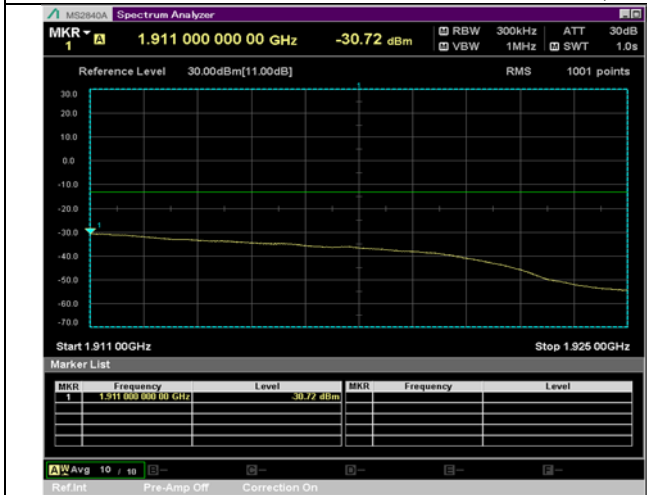 MS2840A Spectrum Analyzer
MKR 1 A 1.911 000 000 00 GHz -30.72 dBm M RBW 300kHz ATT 30dB
M VBW 1MHz M SWT 1.0s
Reference Level 30.00dBm[11.00dB] RMS 1001 points
1
30.0
20.0
10.0
0.0
-10.0
-20.0
-30.0 1
-40.0
-50.0
-60.0
-70.0
Start 1.911 00GHz Stop 1.925 00GHz
Marker List
MKR Frequency Level MKR Frequency Level
1 1.911 000 000 00 GHz -30.72 dBm
A W Avg 10 / 10 B-- C-- D-- E-- F--
Ref.Int Pre-Amp Off Correction On